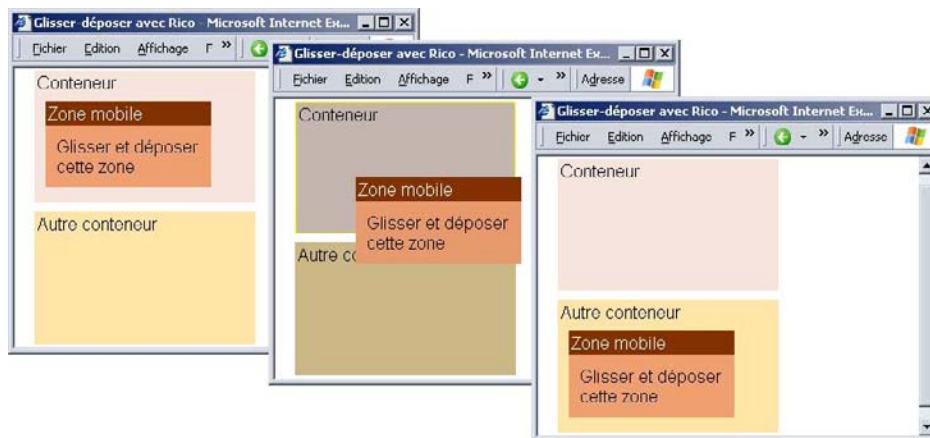 Glisser-déposer avec Rico - Microsoft Internet Ex...
Fichier Edition Affichage F »
Conteneur
Zone mobile
Glisser et déposer
cette zone
Autre conteneur
Glisser-déposer avec Rico - Microsoft Internet Ex...
Fichier Edition Affichage F » » Adresse
Conteneur
Zone mobile
Glisser et déposer
cette zone
Autre co
Glisser-déposer avec Rico - Microsoft Internet Ex...
Fichier Edition Affichage F » » Adresse
Conteneur
Autre conteneur
Zone mobile
Glisser et déposer
cette zone